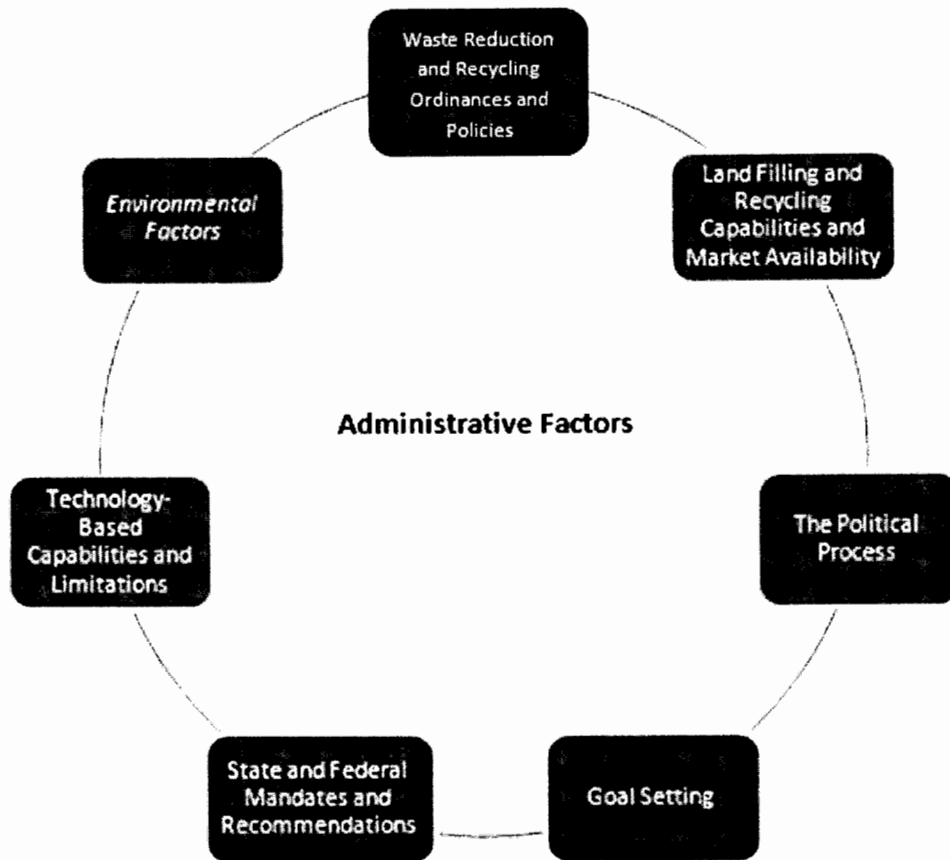 Waste Reduction
and Recycling
Ordinances and
Policies
Land Filling and
Recycling
Capabilities and
Market Availability
Environmental
Factors
Administrative Factors
Technology-
Based
Capabilities and
Limitations
The Political
Process
State and Federal
Mandates and
Recommendations
Goal Setting